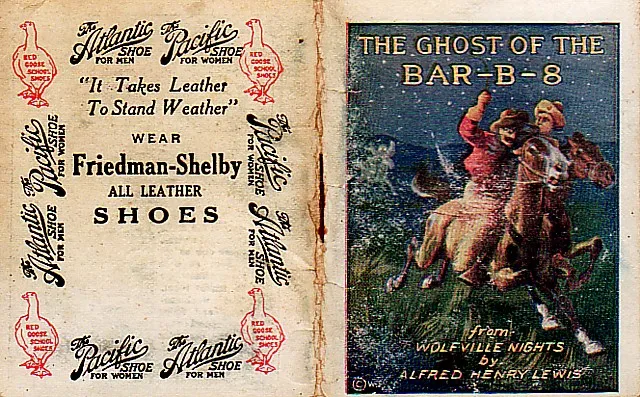 The Atlantic SHOE
FOR MEN
The Pacific SHOE
FOR WOMEN
RED GOOSE SCHOOL SHOES
RED GOOSE SCHOOL SHOES
"It Takes Leather
To Stand Weather"
WEAR
Friedman-Shelby
ALL LEATHER
SHOES
The Pacific SHOE
FOR WOMEN
The Atlantic SHOE
FOR MEN
The Pacific SHOE
FOR WOMEN
The Atlantic SHOE
FOR MEN
RED GOOSE SCHOOL SHOES
RED GOOSE SCHOOL SHOES
The Pacific SHOE
FOR WOMEN
The Atlantic SHOE
FOR MEN
THE GHOST OF THE
BAR-B-8
from
WOLFVILLE NIGHTS
by
ALFRED HENRY LEWIS